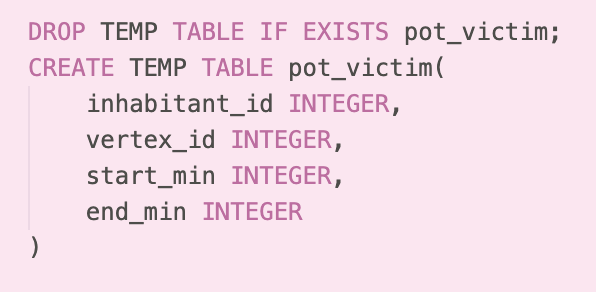 DROP TEMP TABLE IF EXISTS pot_victim;
CREATE TEMP TABLE pot_victim(
    inhabitant_id INTEGER,
    vertex_id INTEGER,
    start_min INTEGER,
    end_min INTEGER
)